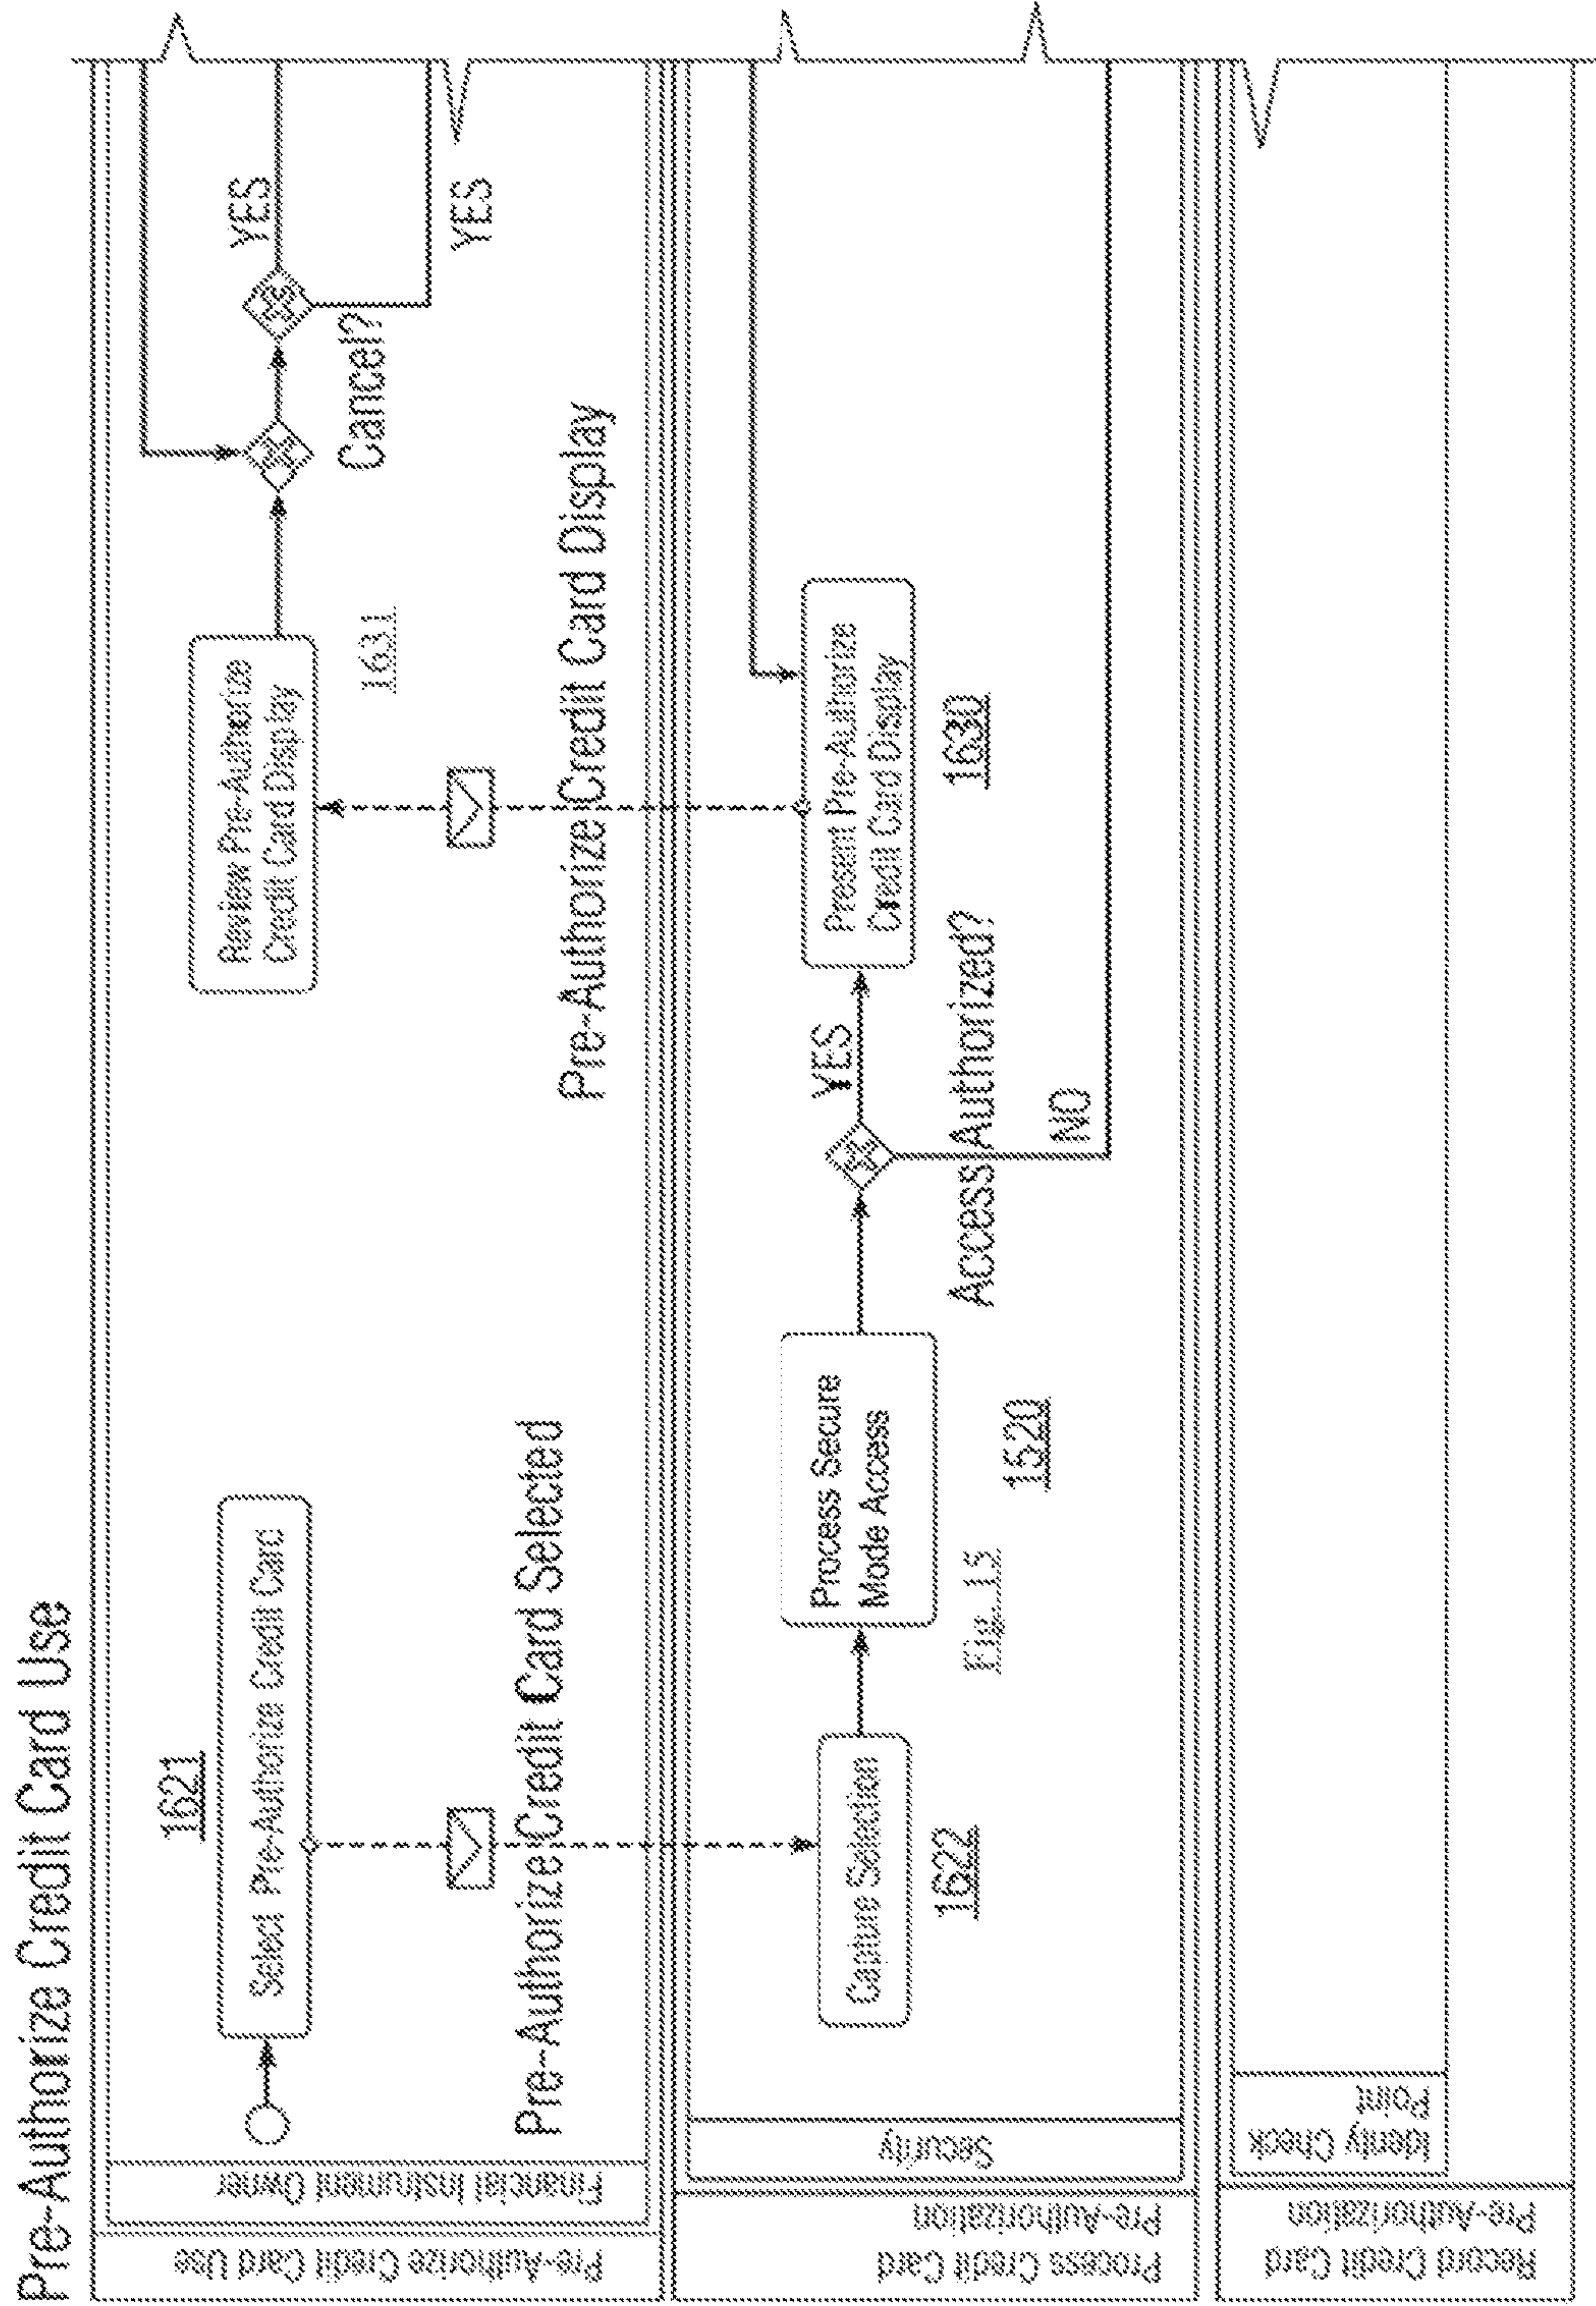 Pre-Authorize Credit Card Use
Pre-Authorize Credit Card Use
Financial Instrument Owner
1621
Select Pre-Authorize Credit Card
Pre-Authorize Credit Card Selected
Review Pre-Authorize
Credit Card Display
1631
Cancel?
YES
YES
Pre-Authorize Credit Card Display
Process Credit Card
Pre-Authorization
Security
Capture Selection
1622
Process Secure
Mode Access
Fig. 15
1520
Access Authorized?
YES
NO
Present Pre-Authorize
Credit Card Display
1630
Record Credit Card
Pre-Authorization
Identy Check
Point